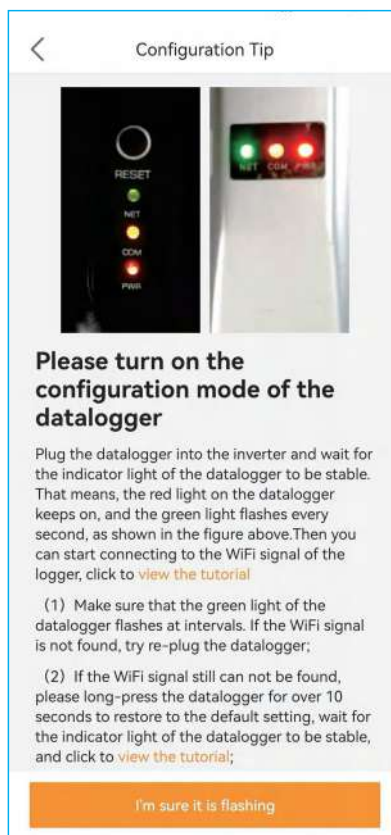 Configuration Tip
RESET
NET
COM
PWR
NET COM PWR
Please turn on the
configuration mode of the
datalogger
Plug the datalogger into the inverter and wait for
the indicator light of the datalogger to be stable.
That means, the red light on the datalogger
keeps on, and the green light flashes every
second, as shown in the figure above.Then you
can start connecting to the WiFi signal of the
logger, click to view the tutorial
(1) Make sure that the green light of the
datalogger flashes at intervals. If the WiFi signal
is not found, try re-plug the datalogger;
(2) If the WiFi signal still can not be found,
please long-press the datalogger for over 10
seconds to restore to the default setting, wait for
the indicator light of the datalogger to be stable,
and click to view the tutorial;
I'm sure it is flashing